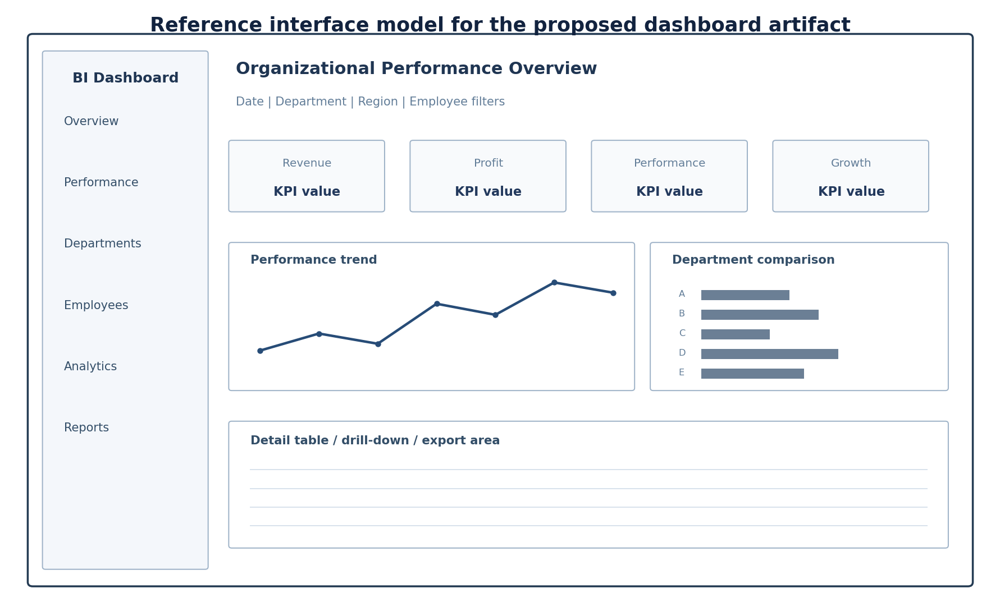 Reference interface model for the proposed dashboard artifact
BI Dashboard
Overview
Performance
Departments
Employees
Analytics
Reports
Organizational Performance Overview
Date | Department | Region | Employee filters
Revenue
KPI value
Profit
KPI value
Performance
KPI value
Growth
KPI value
Performance trend
Department comparison
A
B
C
D
E
Detail table / drill-down / export area